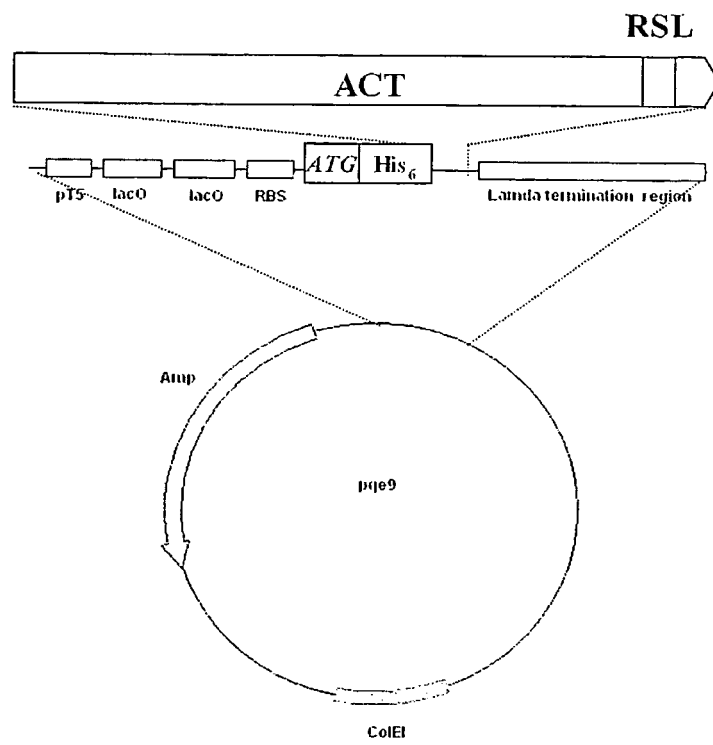 RSL
ACT
ATG His6
pT5 lacO lacO RBS Lamda termination region
Amp
pqe9
ColEI